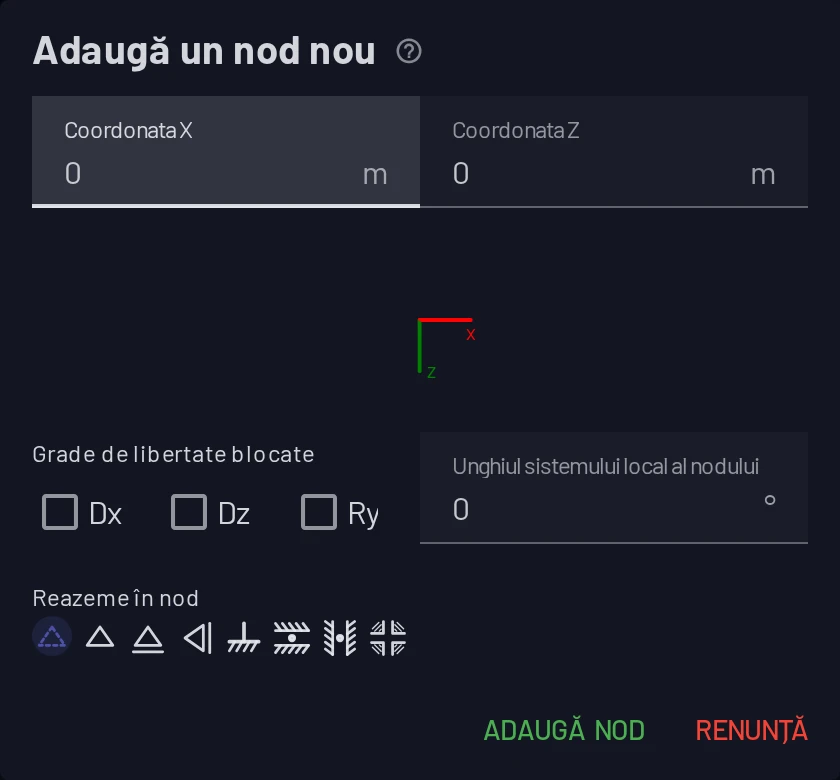 Adaugă un nod nou ?
Coordonata X
0 m
Coordonata Z
0 m
x
z
Grade de libertate blocate
Dx Dz Ry
Unghiul sistemului local al nodului
0 °
Reazeme în nod
ADAUGĂ NOD RENUNȚĂ